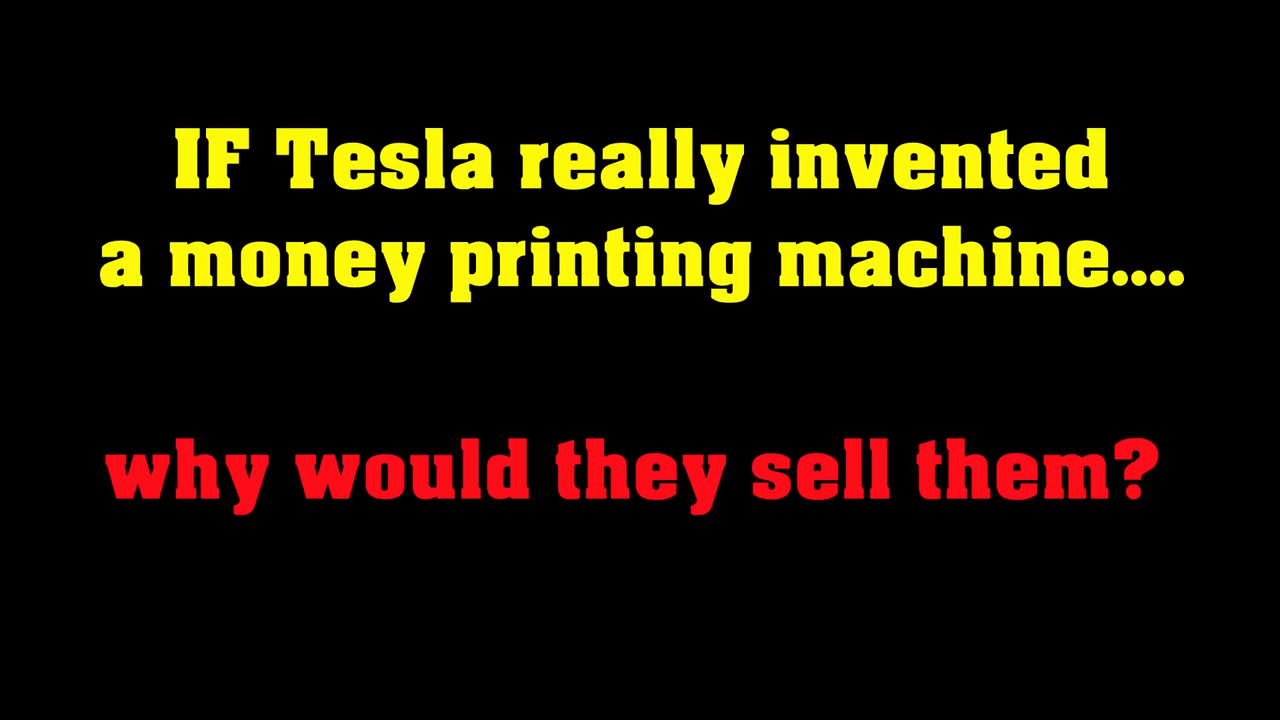 IF Tesla really invented
a money printing machine....
why would they sell them?